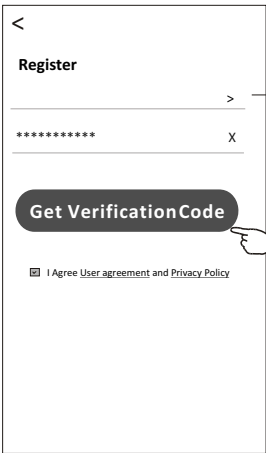 <
Register
>
*********** X
Get VerificationCode
I Agree User agreement and Privacy Policy